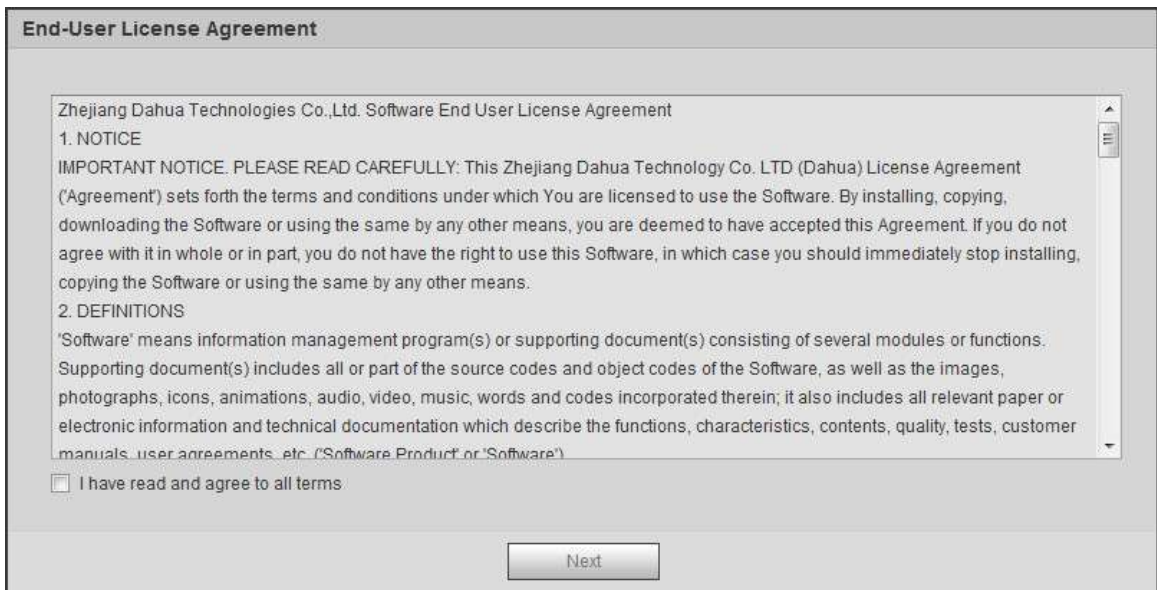 End-User License Agreement
Zhejiang Dahua Technologies Co.,Ltd. Software End User License Agreement
1. NOTICE
IMPORTANT NOTICE. PLEASE READ CAREFULLY: This Zhejiang Dahua Technology Co. LTD (Dahua) License Agreement
('Agreement') sets forth the terms and conditions under which You are licensed to use the Software. By installing, copying,
downloading the Software or using the same by any other means, you are deemed to have accepted this Agreement. If you do not
agree with it in whole or in part, you do not have the right to use this Software, in which case you should immediately stop installing,
copying the Software or using the same by any other means.
2. DEFINITIONS
'Software' means information management program(s) or supporting document(s) consisting of several modules or functions.
Supporting document(s) includes all or part of the source codes and object codes of the Software, as well as the images,
photographs, icons, animations, audio, video, music, words and codes incorporated therein; it also includes all relevant paper or
electronic information and technical documentation which describe the functions, characteristics, contents, quality, tests, customer
manuals, user agreements, etc. ('Software Product' or 'Software')
I have read and agree to all terms
Next